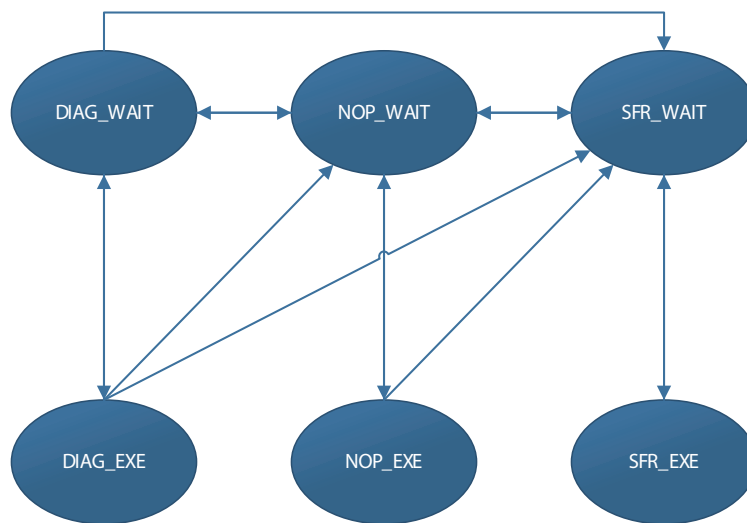 DIAG_WAIT
NOP_WAIT
SFR_WAIT
DIAG_EXE
NOP_EXE
SFR_EXE